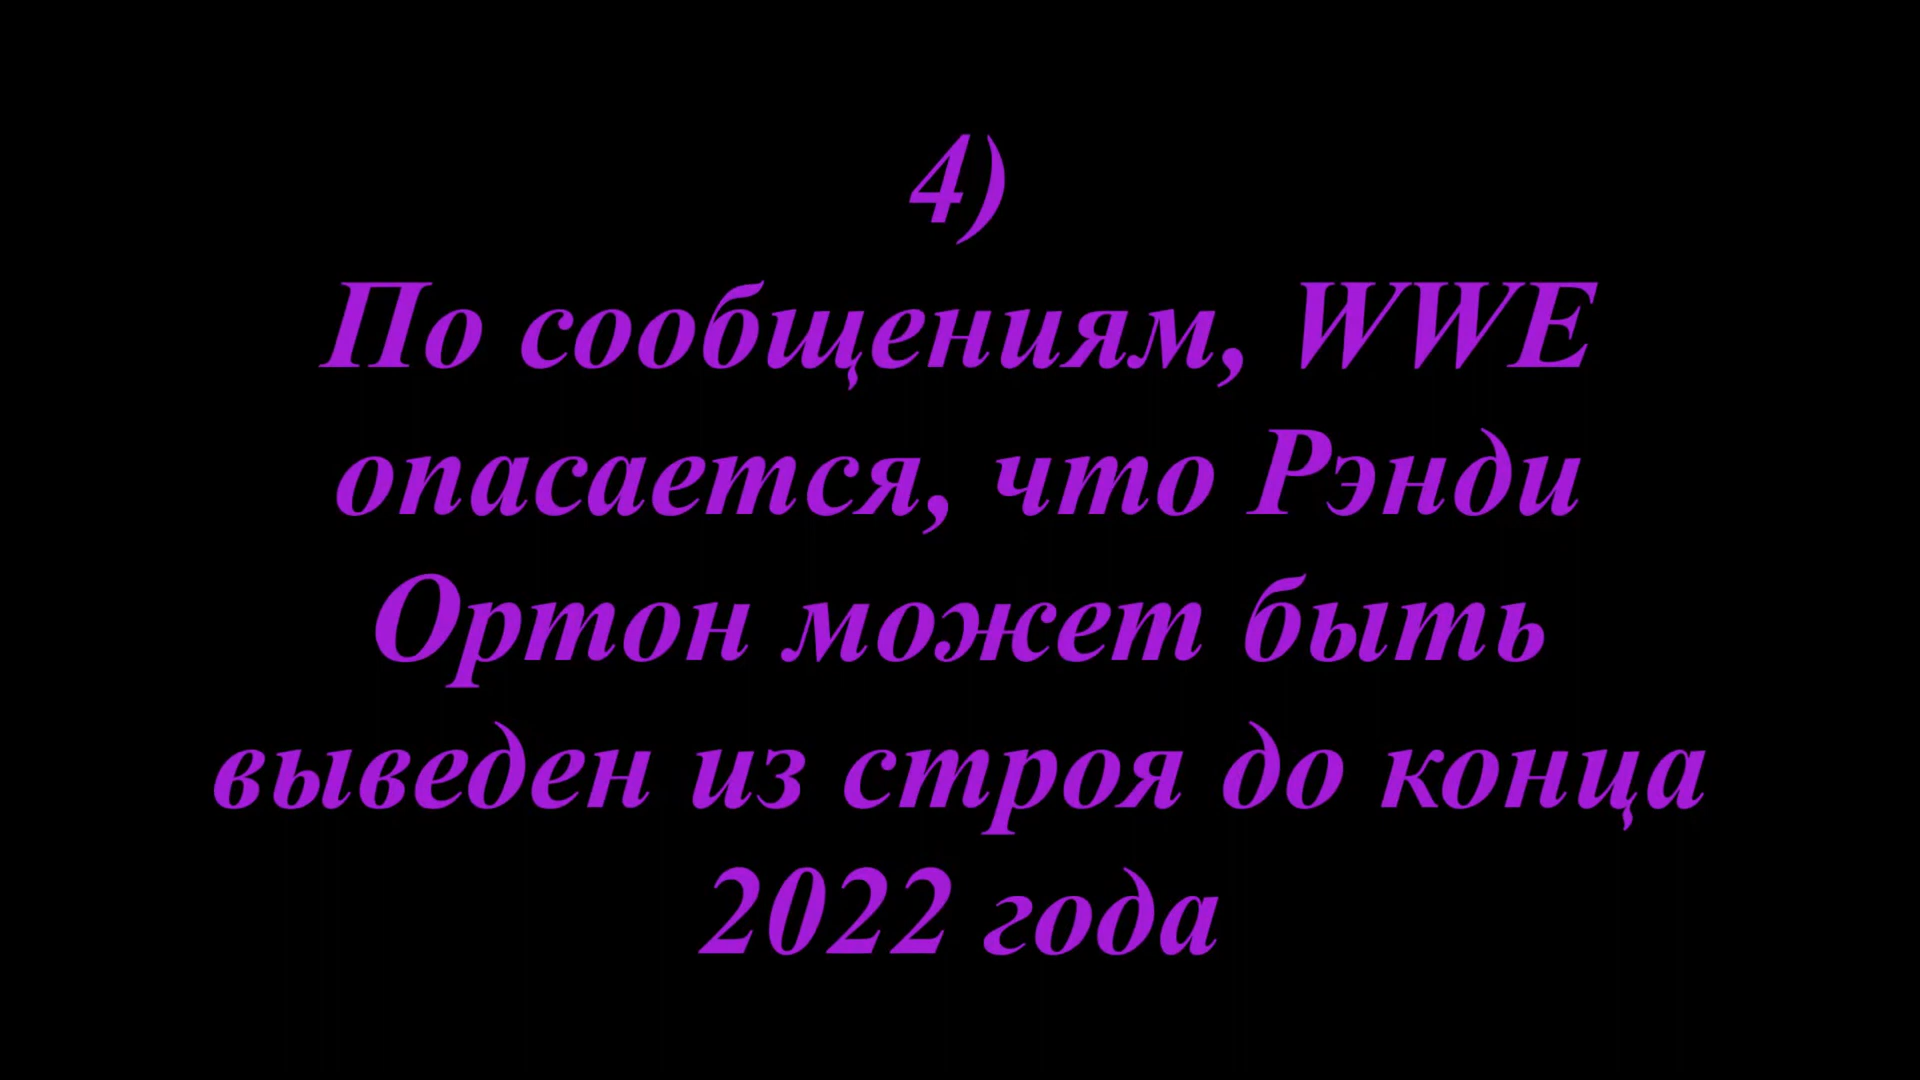 4)
По сообщениям, WWE
опасается, что Рэнди
Ортон может быть
выведен из строя до конца
2022 года